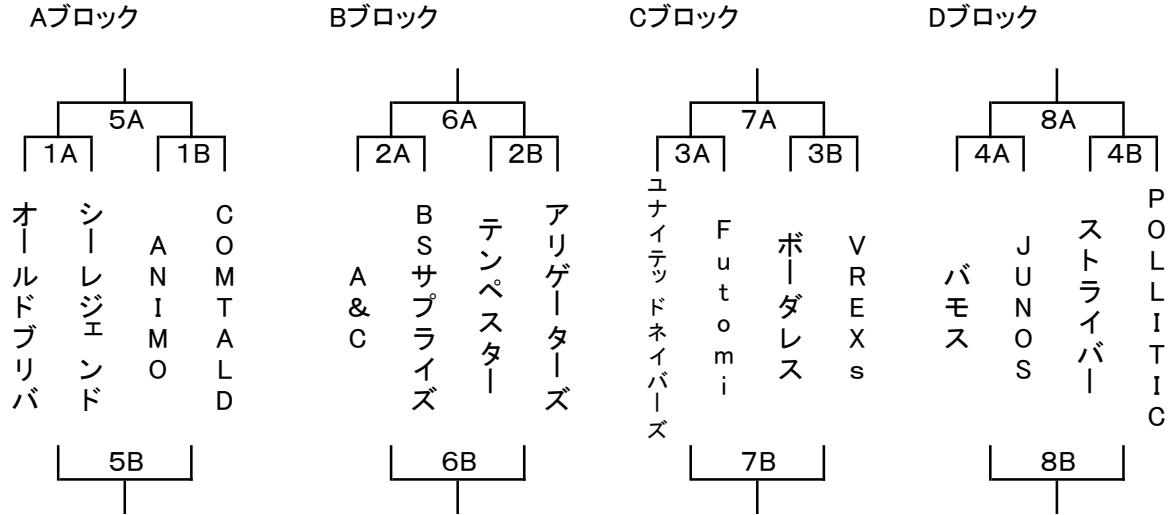 Aブロック
Bブロック
Cブロック
Dブロック
5A
6A
7A
8A
1A
1B
2A
2B
3A
3B
4A
4B
オールドブリバ
シーレジェンド
ANIMO
COMTALD
A&C
BSサプライズ
テンペスター
アリゲーターズ
ユナイテッドネイバーズ
Futomi
ボーダレス
VREXs
バモス
JUNOS
ストライバー
POLLITIC
5B
6B
7B
8B